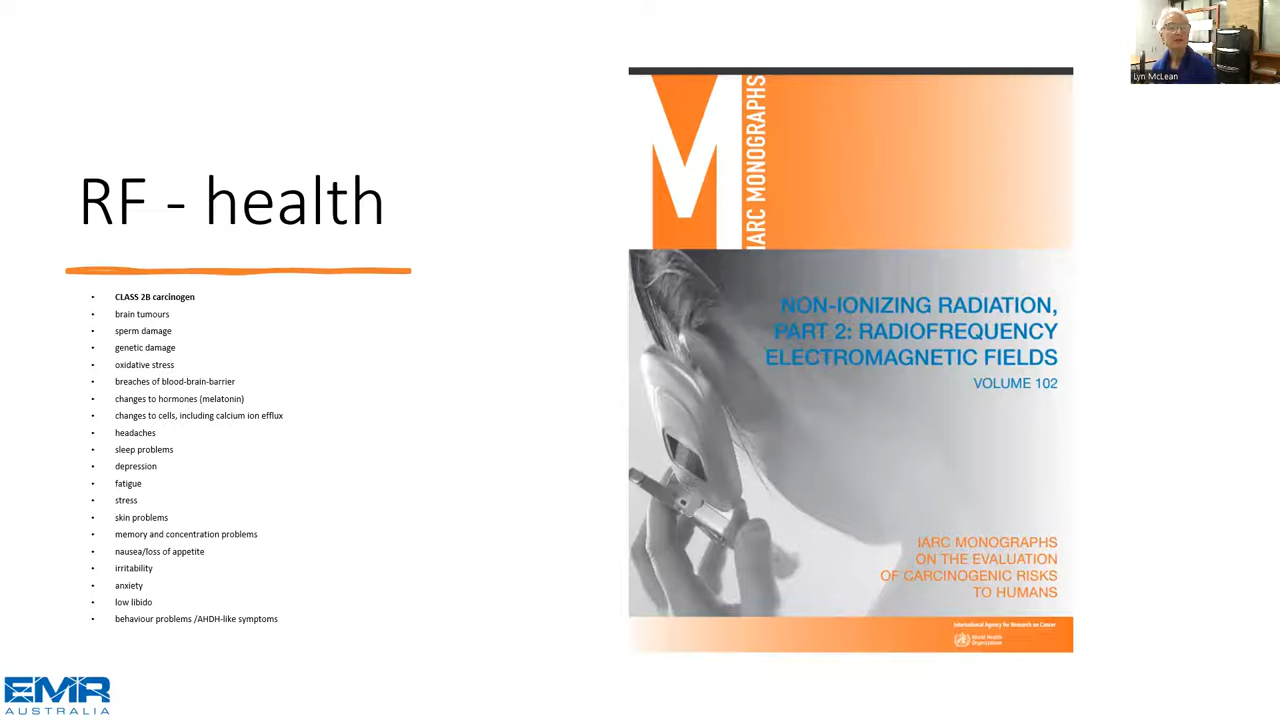 Lyn McLean
RF - health
CLASS 2B carcinogen
brain tumours
sperm damage
genetic damage
oxidative stress
breaches of blood-brain-barrier
changes to hormones (melatonin)
changes to cells, including calcium ion efflux
headaches
sleep problems
depression
fatigue
stress
skin problems
memory and concentration problems
nausea/loss of appetite
irritability
anxiety
low libido
behaviour problems /AHDH-like symptoms
M
IARC MONOGRAPHS
NON-IONIZING RADIATION,
PART 2: RADIOFREQUENCY
ELECTROMAGNETIC FIELDS
VOLUME 102
IARC MONOGRAPHS
ON THE EVALUATION
OF CARCINOGENIC RISKS
TO HUMANS
International Agency for Research on Cancer
World Health
Organization
EMR
AUSTRALIA